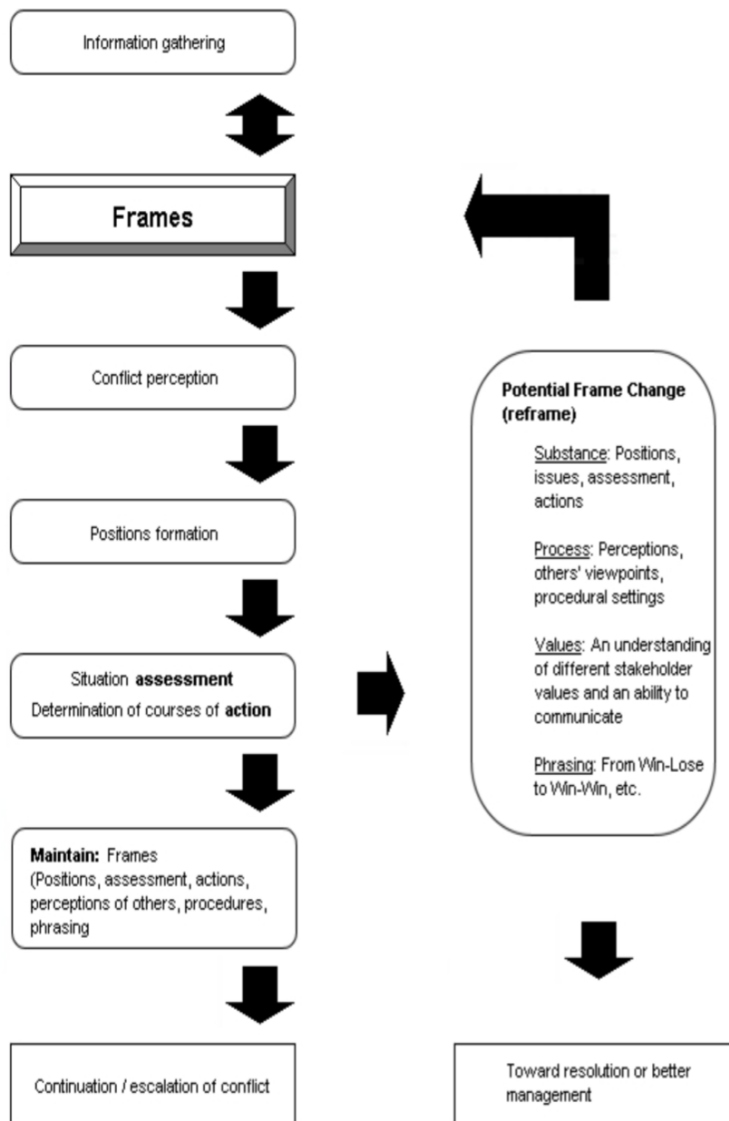 Information gathering
Frames
Conflict perception
Positions formation
Situation assessment
Determination of courses of action
Maintain: Frames
(Positions, assessment, actions,
perceptions of others, procedures,
phrasing
Continuation / escalation of conflict
Potential Frame Change
(reframe)
Substance: Positions,
issues, assessment,
actions
Process: Perceptions,
others' viewpoints,
procedural settings
Values: An understanding
of different stakeholder
values and an ability to
communicate
Phrasing: From Win-Lose
to Win-Win, etc.
Toward resolution or better
management